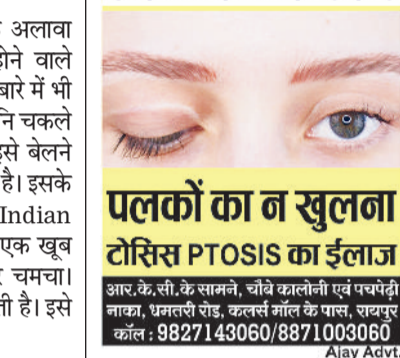 अलावा
होने वाले
बारे में भी
नि चकले
इसे बेलने
है। इसके
Indian
एक खूब
चमचा।
ती है। इसे
पलकों का न खुलना
टोसिस PTOSIS का ईलाज
आर.के.सी.के सामने, चौबे कालोनी एवं पचपेढ़ी
नाका, धमतरी रोड, कलर्स मॉल के पास, रायपुर
कॉल : 9827143060/8871003060
Ajay Advt.